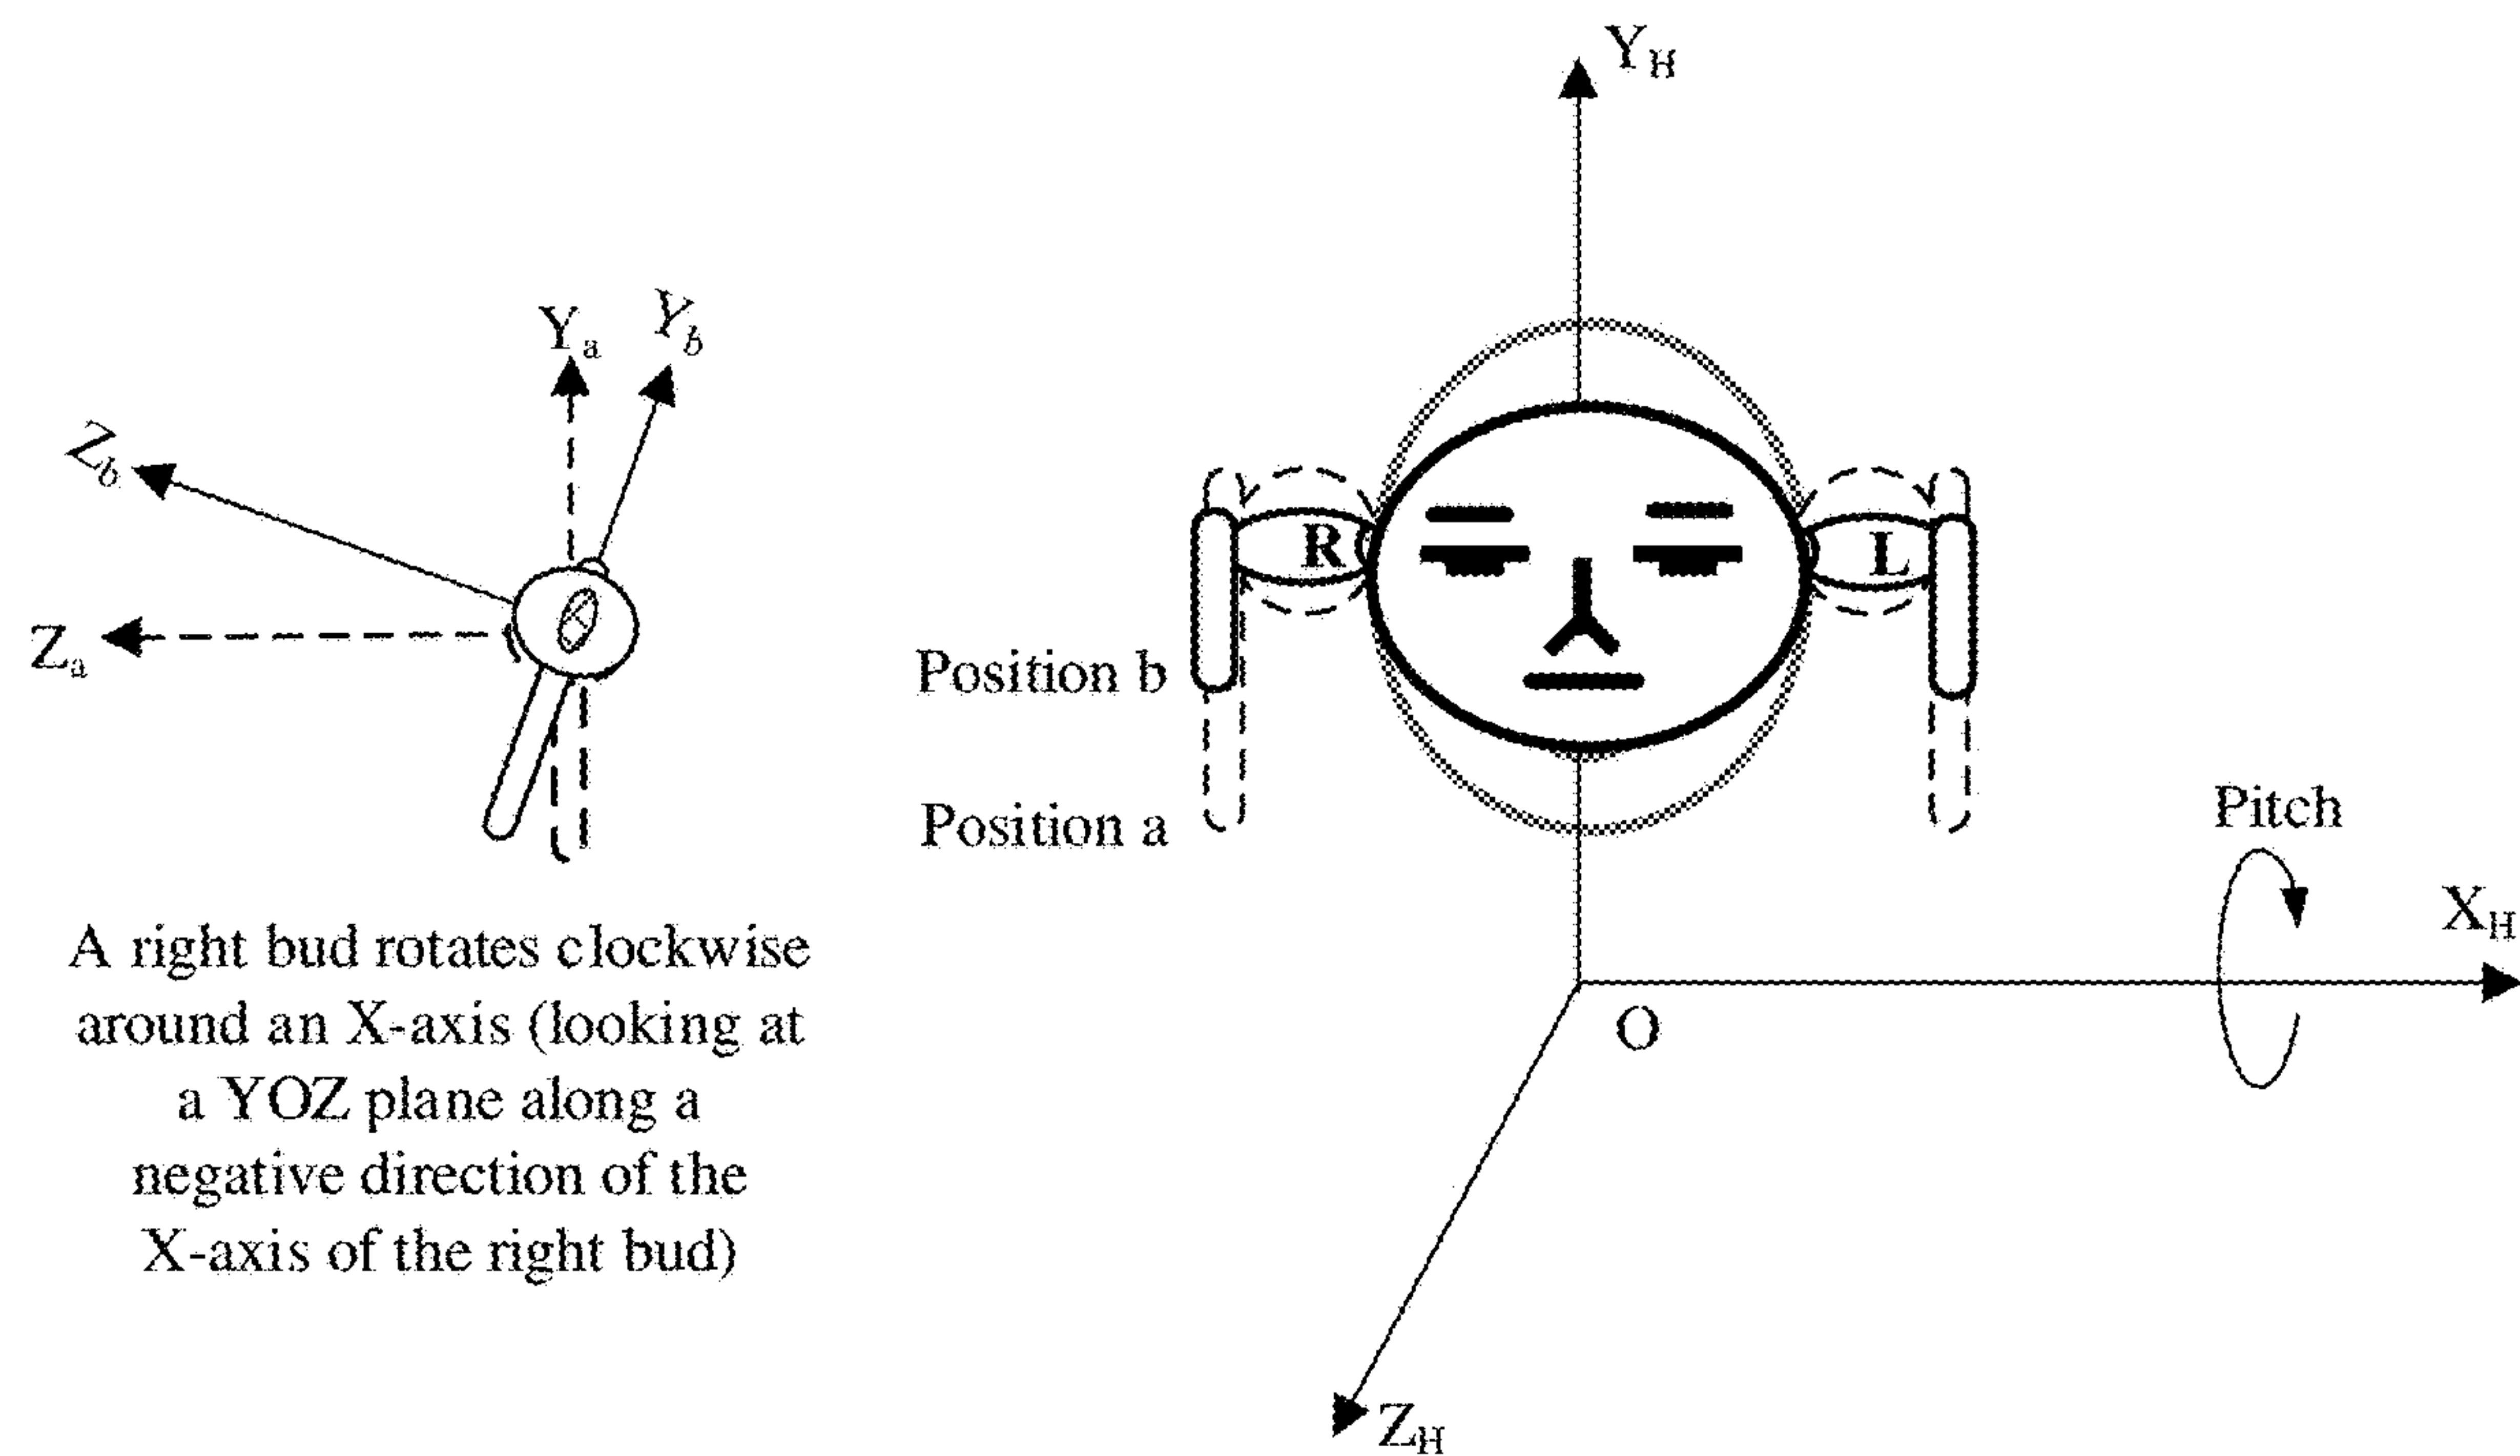 Y_H
Y_a
Y_b
Z_b
Z_a
R
L
Position b
Position a
Pitch
X_H
O
Z_H
A right bud rotates clockwise
around an X-axis (looking at
a YOZ plane along a
negative direction of the
X-axis of the right bud)